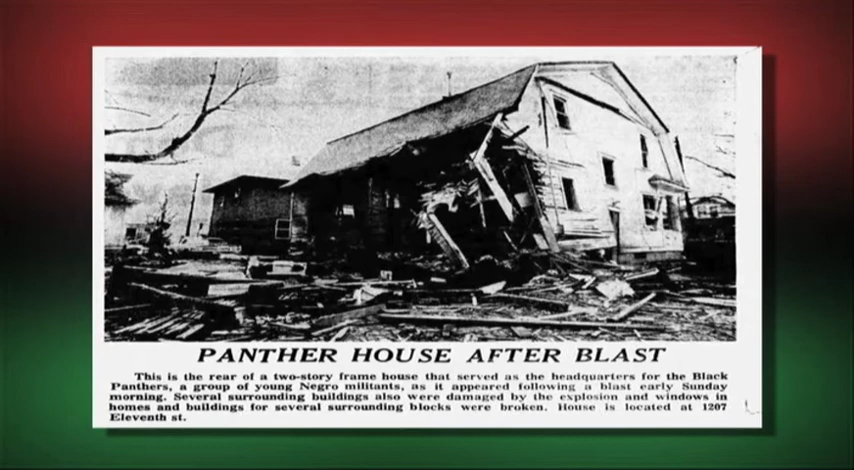 PANTHER HOUSE AFTER BLAST
This is the rear of a two-story frame house that served as the headquarters for the Black
Panthers, a group of young Negro militants, as it appeared following a blast early Sunday
morning. Several surrounding buildings also were damaged by the explosion and windows in
homes and buildings for several surrounding blocks were broken. House is located at 1207
Eleventh st.